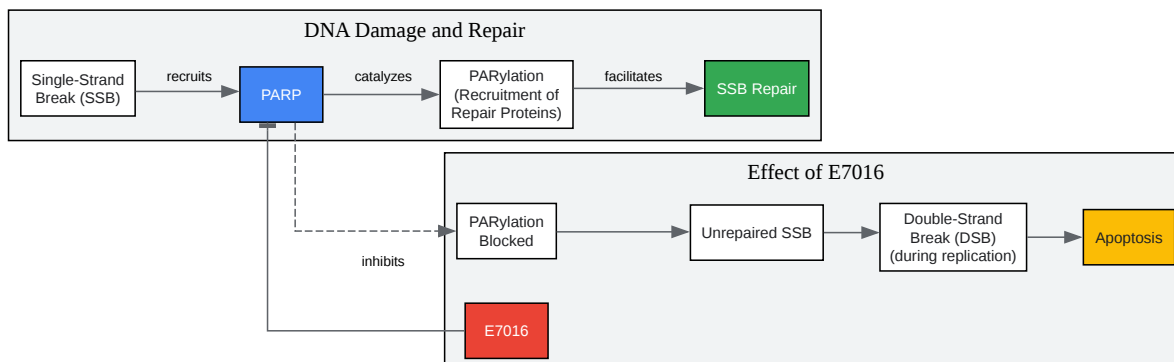 DNA Damage and Repair
Single-Strand
Break (SSB)
recruits
PARP
catalyzes
PARylation
(Recruitment of
Repair Proteins)
facilitates
SSB Repair
Effect of E7016
PARylation
Blocked
Unrepaired SSB
Double-Strand
Break (DSB)
(during replication)
Apoptosis
inhibits
E7016